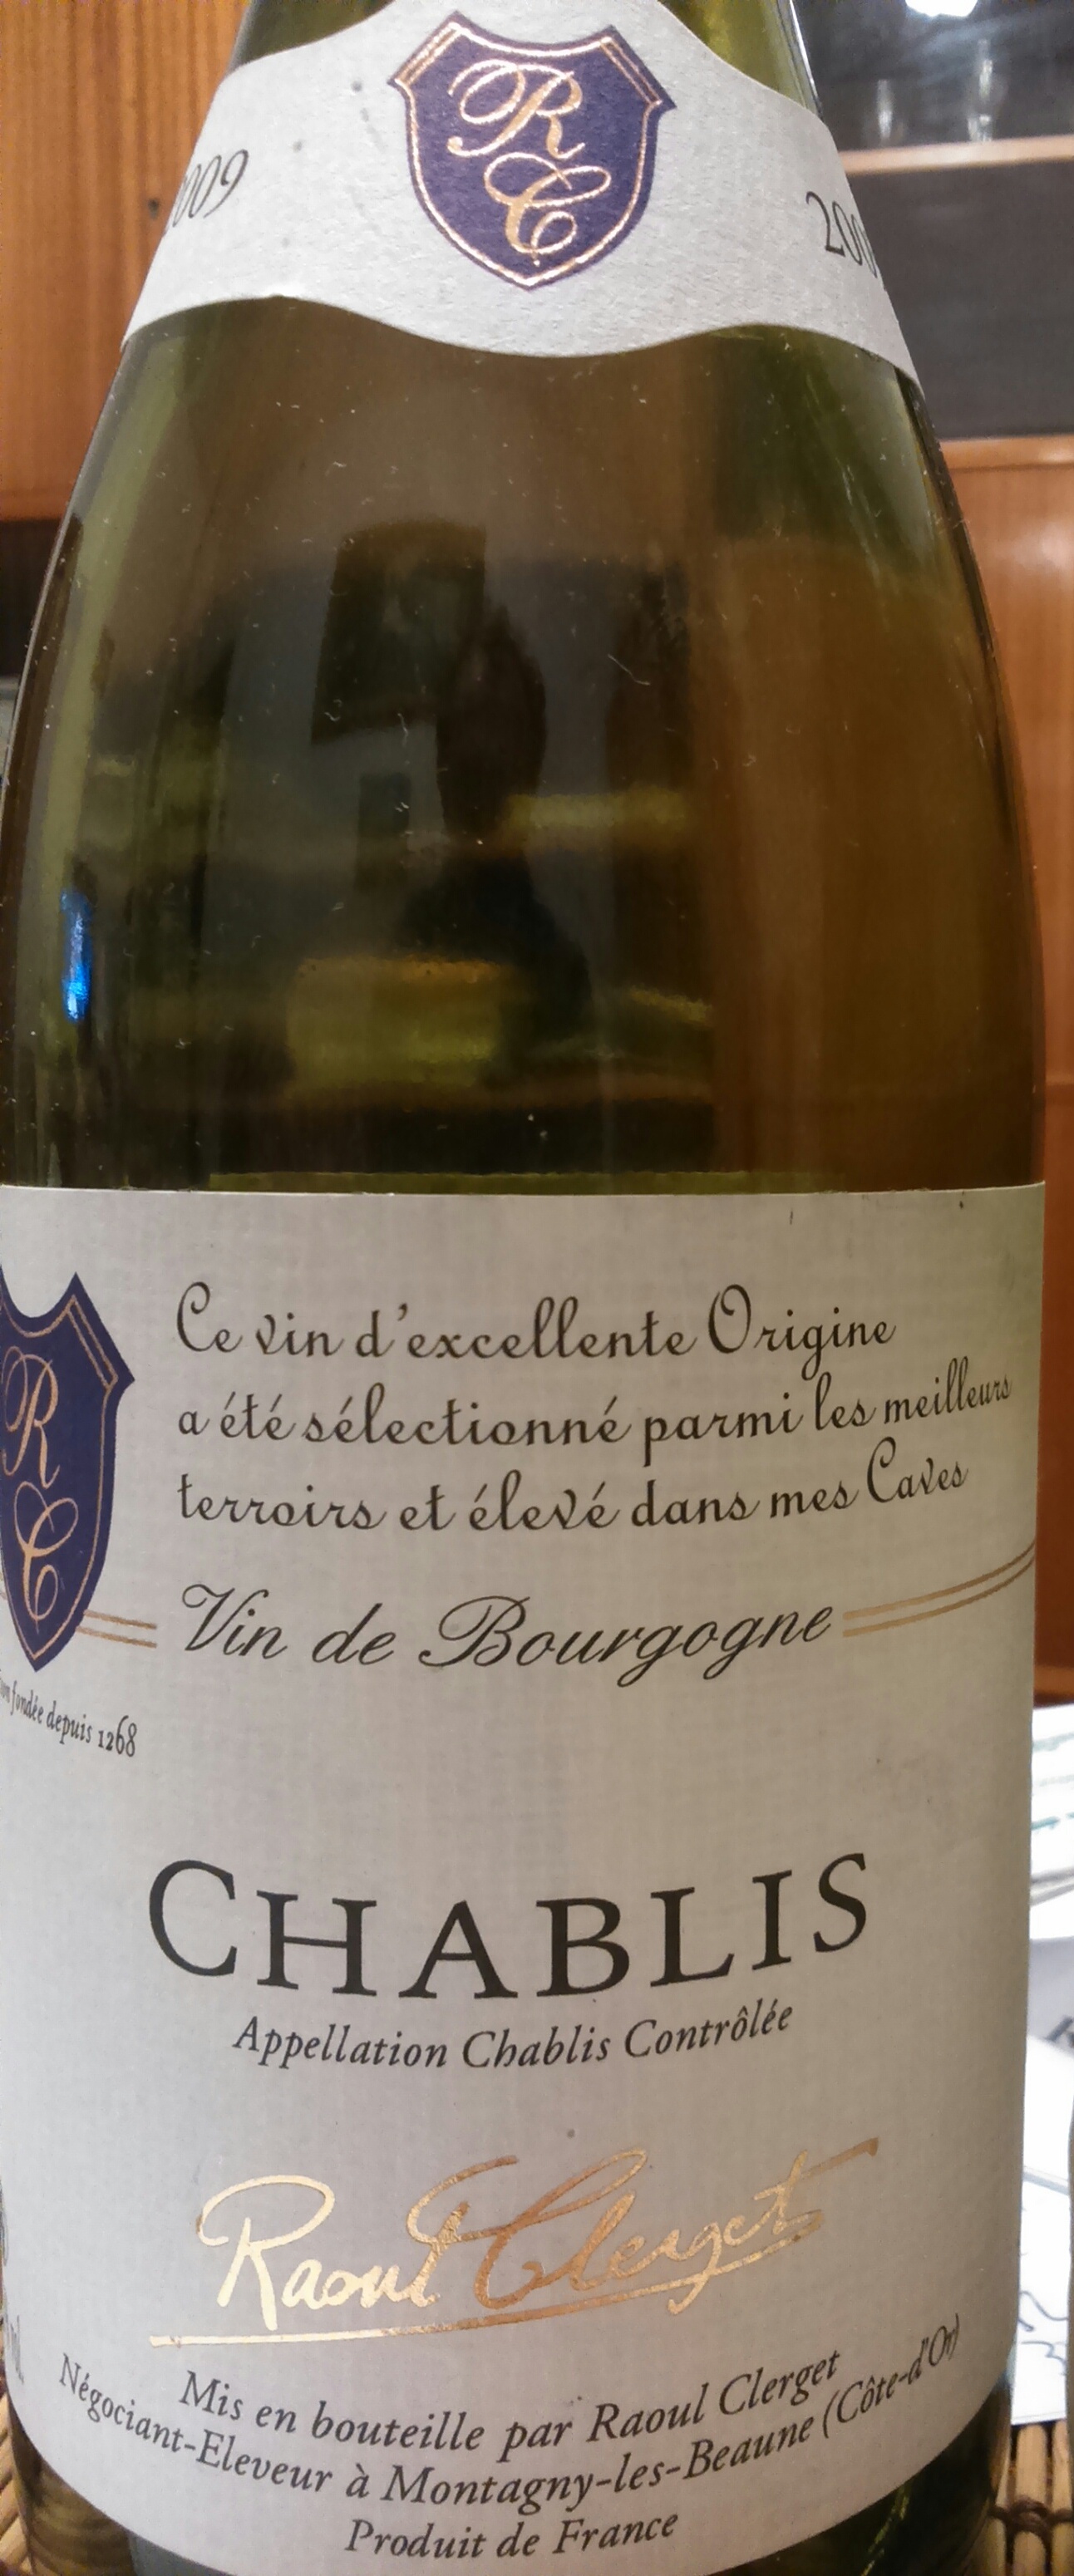 R
C
2009
200
Ce vin d'excellente Origine
a été sélectionné parmi les meilleurs
terroirs et élevé dans mes Caves
R
C
Vin de Bourgogne
fondée depuis 1268
CHABLIS
Appellation Chablis Contrôlée
Raoul Clerget
Mis en bouteille par Raoul Clerget
Négociant-Eleveur à Montagny-les-Beaune (Côte-d'Or)
Produit de France